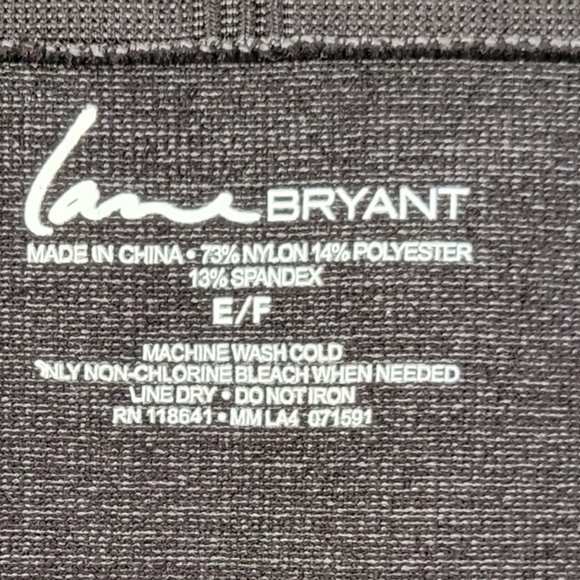 Lane BRYANT
MADE IN CHINA • 73% NYLON 14% POLYESTER
13% SPANDEX
E/F
MACHINE WASH COLD
ONLY NON-CHLORINE BLEACH WHEN NEEDED
LINE DRY • DO NOT IRON
RN 118641 • MM LA4 071591